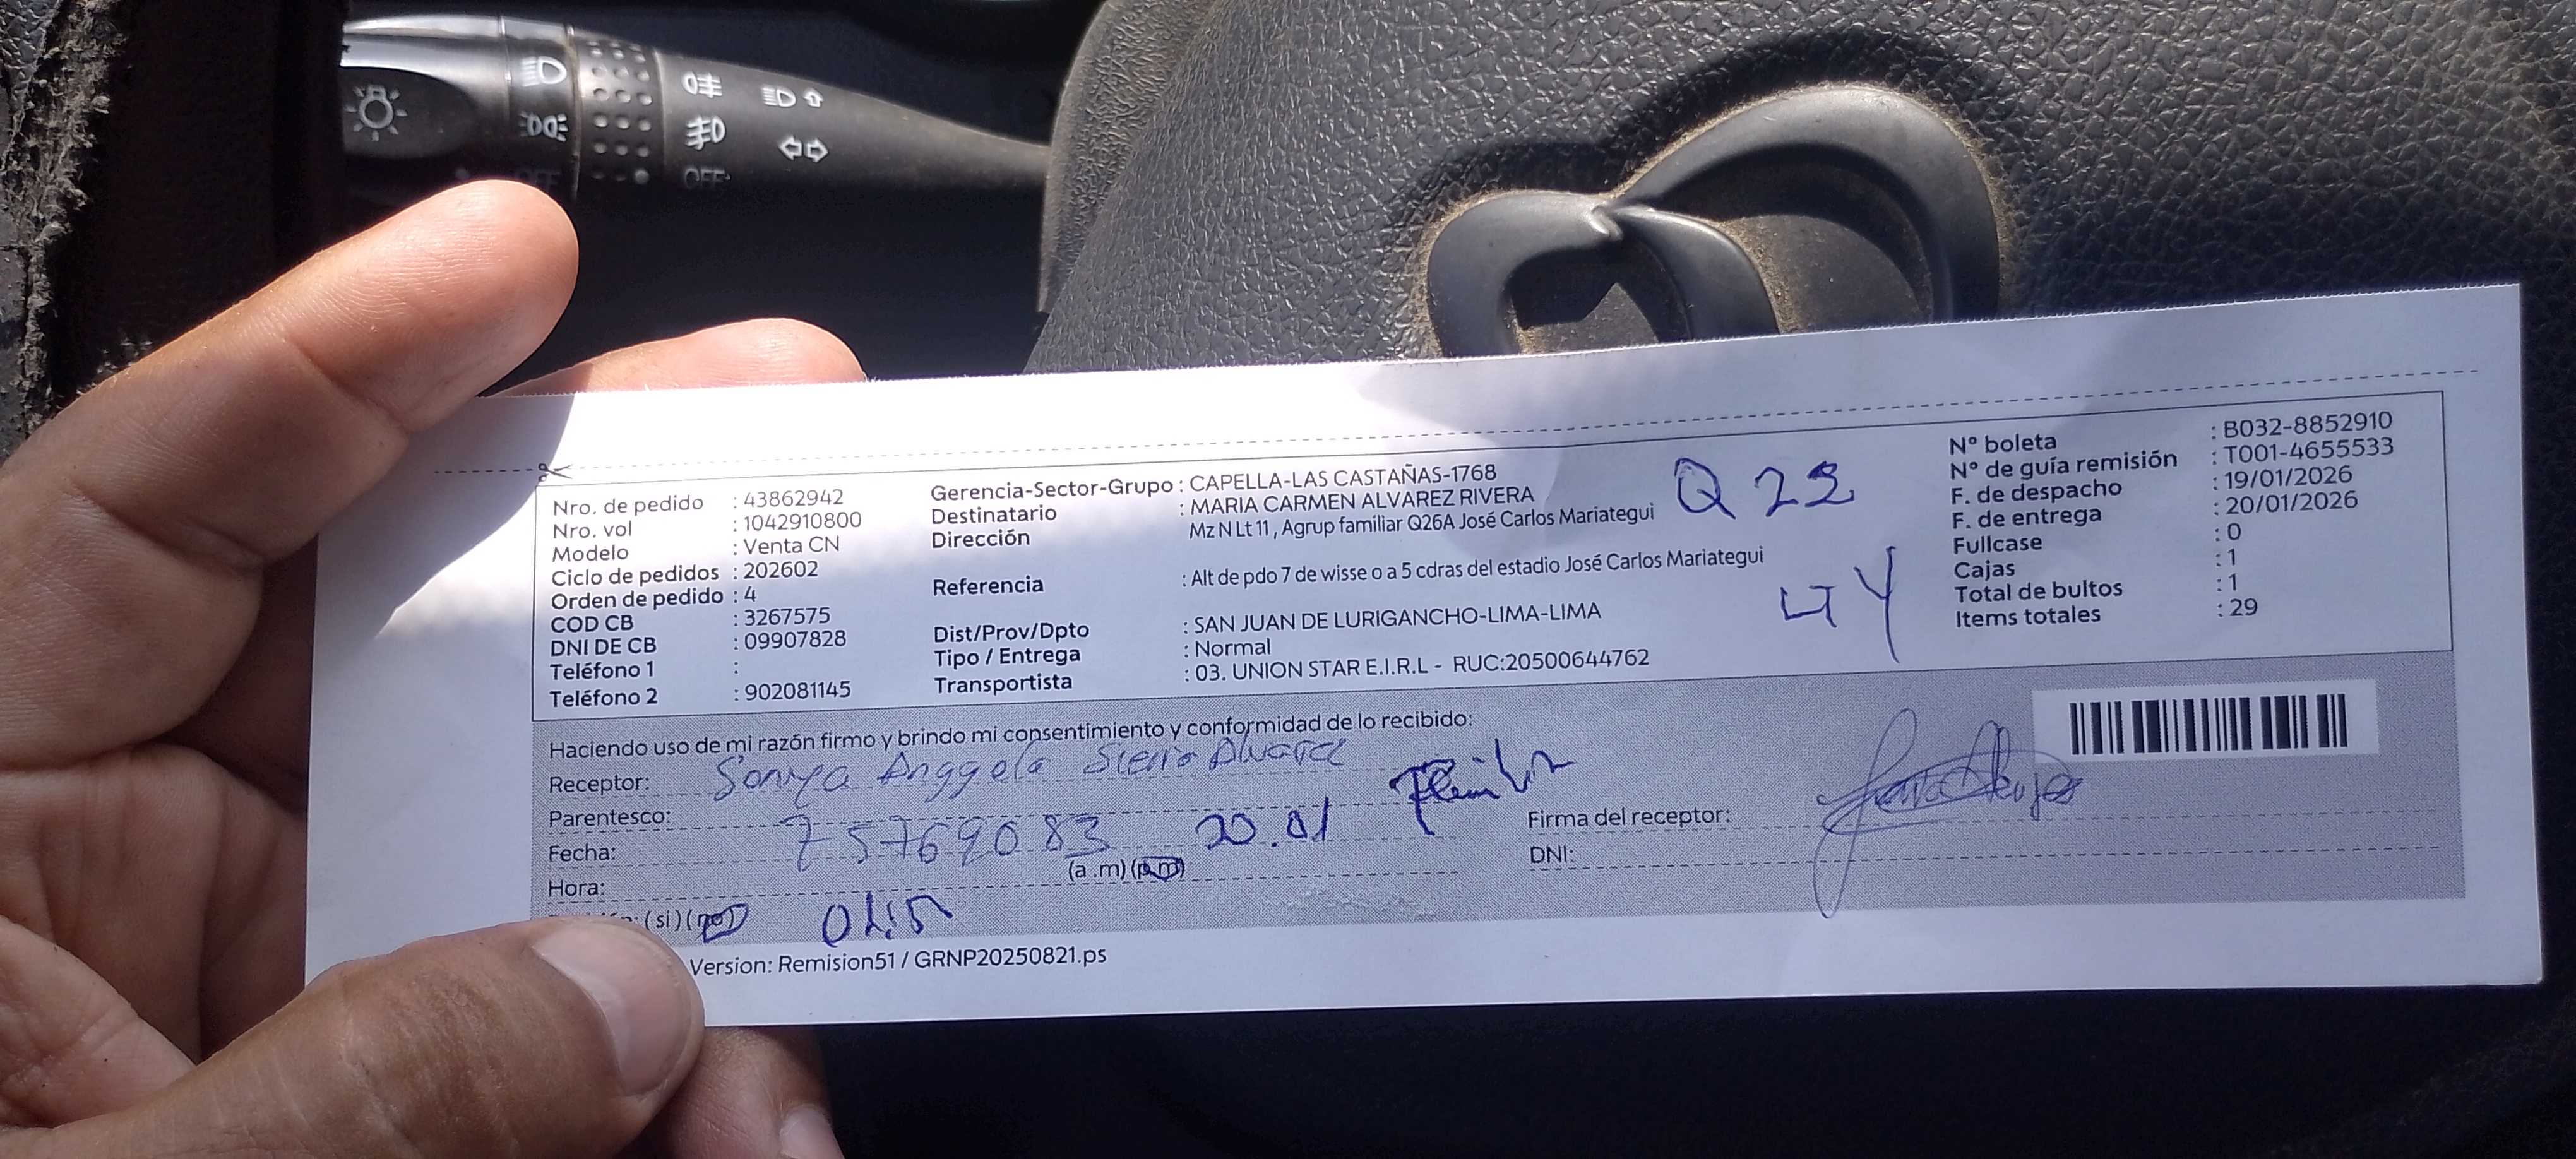 OFF
OFF
Nro. de pedido : 43862942
Nro. vol : 1042910800
Modelo : Venta CN
Ciclo de pedidos : 202602
Orden de pedido : 4
COD CB : 3267575
DNI DE CB : 09907828
Teléfono 1 :
Teléfono 2 : 902081145
Gerencia-Sector-Grupo : CAPELLA-LAS CASTAÑAS-1768
Destinatario : MARIA CARMEN ALVAREZ RIVERA
Dirección Mz N Lt 11 , Agrup familiar Q26A José Carlos Mariategui
Referencia : Alt de pdo 7 de wisse o a 5 cdras del estadio José Carlos Mariategui
Dist/Prov/Dpto : SAN JUAN DE LURIGANCHO-LIMA-LIMA
Tipo / Entrega : Normal
Transportista : 03. UNION STAR E.I.R.L - RUC:20500644762
Q 23
N° boleta : B032-8852910
N° de guía remisión : T001-4655533
F. de despacho : 19/01/2026
F. de entrega : 20/01/2026
Fullcase : 0
Cajas : 1
Total de bultos : 1
Items totales : 29
Haciendo uso de mi razón firmo y brindo mi consentimiento y conformidad de lo recibido:
Receptor: Sonya Anggela Sierra Alvarez
Parentesco:
Fecha: 75769083 20.01
Hora: (a.m) (p.m)
(si) (no)
Firma del receptor:
DNI:
Version: Remision51 / GRNP20250821.ps